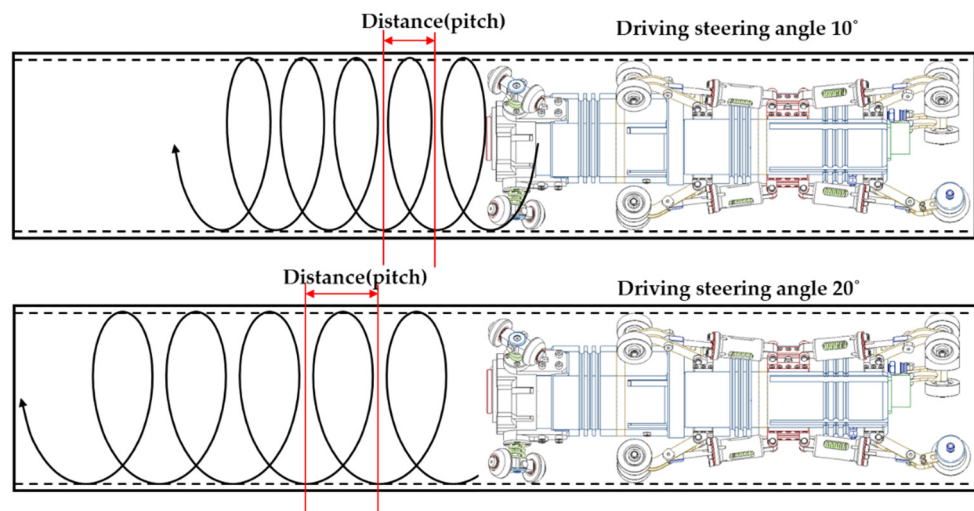 Distance(pitch)
Driving steering angle 10°
Distance(pitch)
Driving steering angle 20°